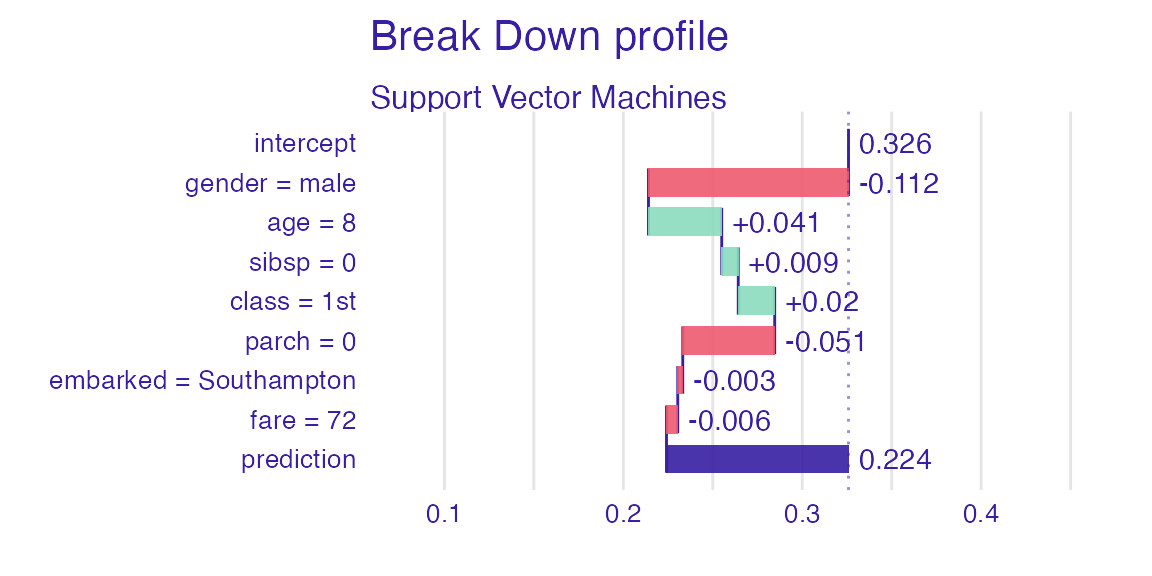 Break Down profile
Support Vector Machines
intercept 0.326
gender = male -0.112
age = 8 +0.041
sibsp = 0 +0.009
class = 1st +0.02
parch = 0 -0.051
embarked = Southampton -0.003
fare = 72 -0.006
prediction 0.224
0.1 0.2 0.3 0.4